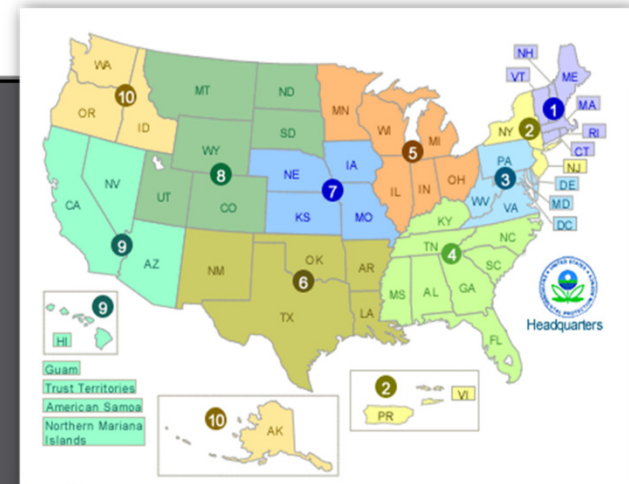 NH
WA
VT
ME
MT
ND
10
MA
OR
MN
1
ID
NY
2
RI
SD
WI
MI
CT
WY
5
NJ
IA
PA
8
NE
3
DE
NV
7
OH
IL
IN
WV
MD
UT
CO
VA
CA
KS
MO
DC
KY
9
NC
TN
4
AZ
OK
NM
AR
SC
6
MS
AL
GA
TX
LA
Headquarters
9
FL
HI
Guam
Trust Territories
2
American Samoa
VI
10
PR
Northern Mariana
Islands
AK